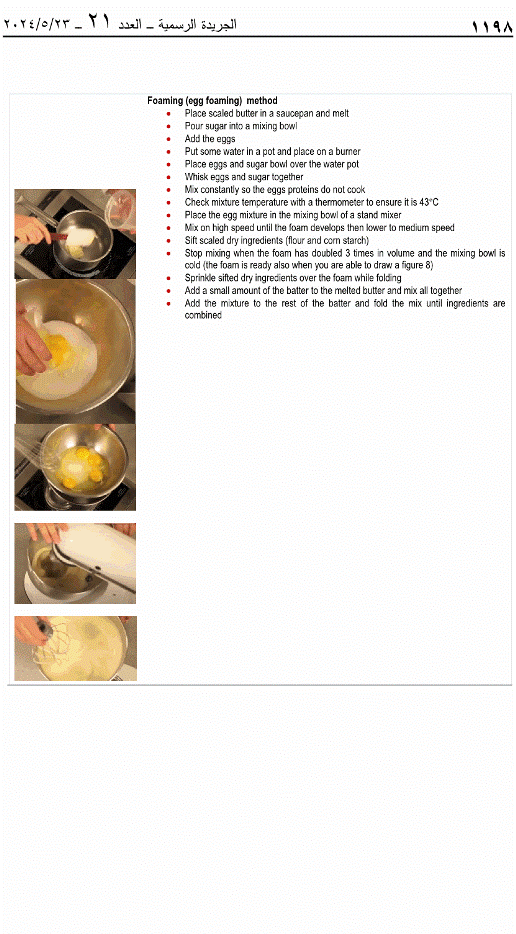 ١١٩٨ الجريدة الرسمية – العدد ٢١ – ٢٠٢٤/٥/٢٣
Foaming (egg foaming) method
• Place scaled butter in a saucepan and melt
• Pour sugar into a mixing bowl
• Add the eggs
• Put some water in a pot and place on a burner
• Place eggs and sugar bowl over the water pot
• Whisk eggs and sugar together
• Mix constantly so the eggs proteins do not cook
• Check mixture temperature with a thermometer to ensure it is 43°C
• Place the egg mixture in the mixing bowl of a stand mixer
• Mix on high speed until the foam develops then lower to medium speed
• Sift scaled dry ingredients (flour and corn starch)
• Stop mixing when the foam has doubled 3 times in volume and the mixing bowl is
cold (the foam is ready also when you are able to draw a figure 8)
• Sprinkle sifted dry ingredients over the foam while folding
• Add a small amount of the batter to the melted butter and mix all together
• Add the mixture to the rest of the batter and fold the mix until ingredients are
combined